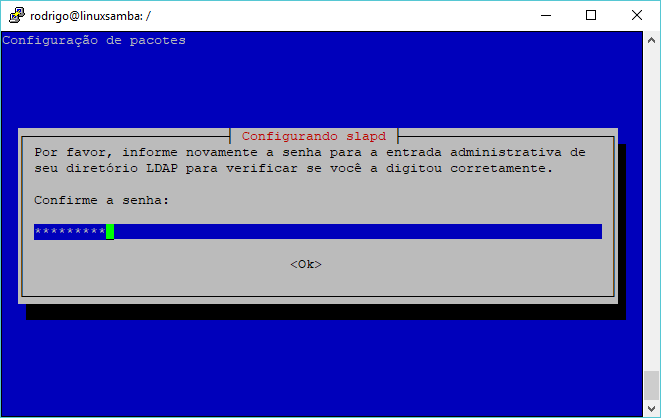 rodrigo@linuxsamba: /
Configuração de pacotes
Configurando slapd
Por favor, informe novamente a senha para a entrada administrativa de
seu diretório LDAP para verificar se você a digitou corretamente.
Confirme a senha:
*********
<Ok>